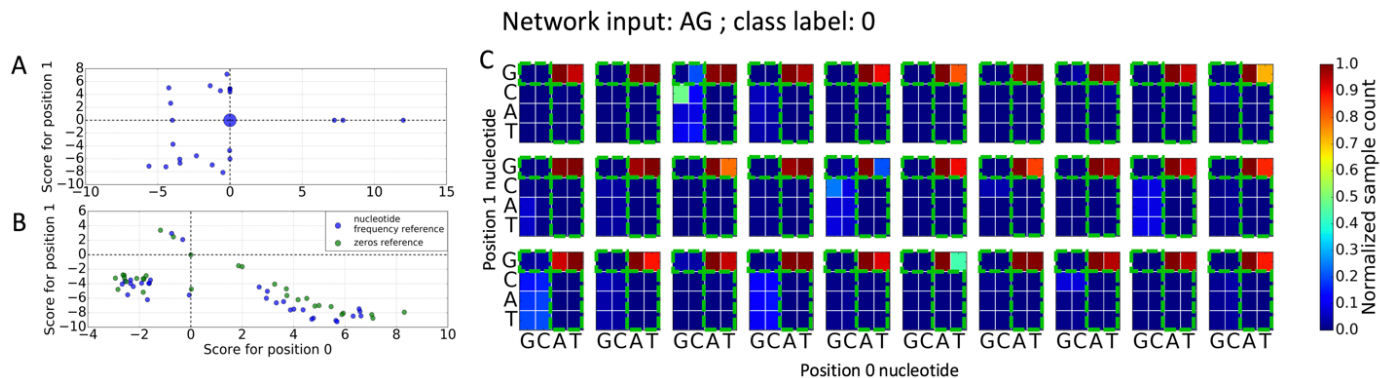 Network input: AG ; class label: 0
A
Score for position 1
8
6
4
2
0
−2
−4
−6
−8
−10
−10 −5 0 5 10 15
B
Score for position 1
6
4
2
0
−2
−4
−6
−8
−10
−4 −2 0 2 4 6 8 10
Score for position 0
nucleotide
frequency reference
zeros reference
C
Position 1 nucleotide
G
C
A
T
G
C
A
T
G
C
A
T
GCAT GCAT GCAT GCAT GCAT GCAT GCAT GCAT GCAT GCAT
Position 0 nucleotide
1.0
0.9
0.8
0.7
0.6
0.5
0.4
0.3
0.2
0.1
0.0
Normalized sample count